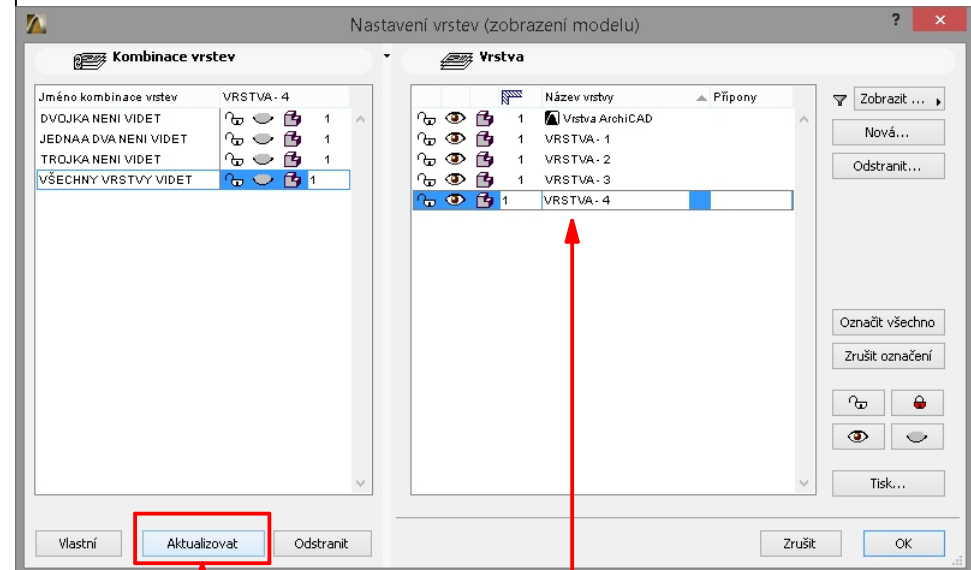 Nastavení vrstev (zobrazení modelu)
?
Kombinace vrstev
Vrstva
Jméno kombinace vrstev VRSTVA- 4
DVOJKA NENI VIDET 1
JEDNA A DVA NENI VIDET 1
TROJKA NENI VIDET 1
VŠECHNY VRSTVY VIDET 1
Název vrstvy Přípony
1 Vrstva ArchiCAD
1 VRSTVA- 1
1 VRSTVA- 2
1 VRSTVA- 3
1 VRSTVA- 4
Zobrazit ...
Nová...
Odstranit...
Označit všechno
Zrušit označení
Tisk...
Vlastní
Aktualizovat
Odstranit
Zrušit
OK